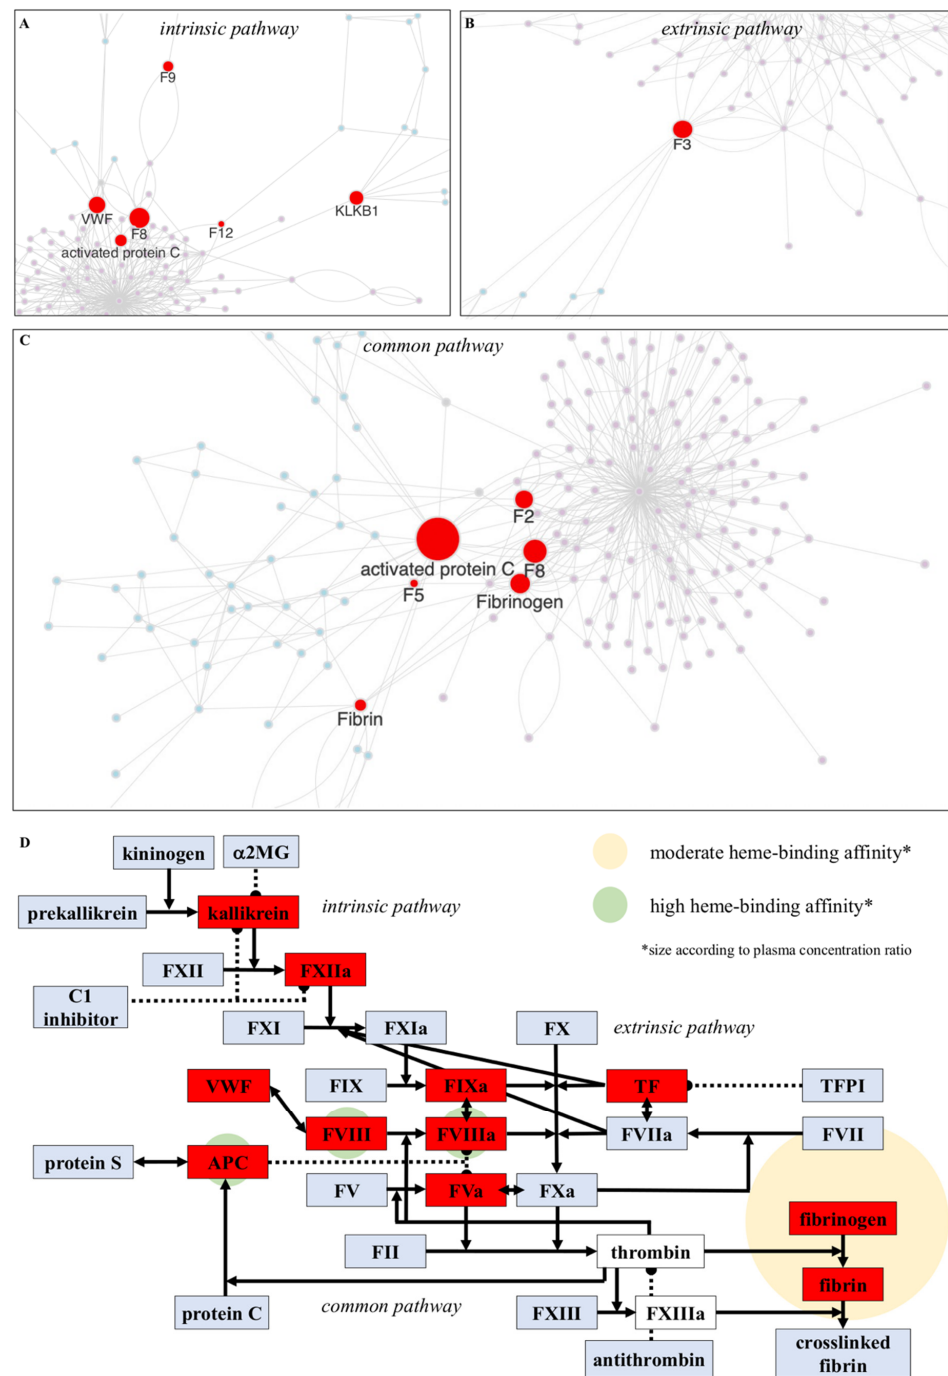 A
intrinsic pathway
F9
VWF
F8
F12
KLKB1
activated protein C
B
extrinsic pathway
F3
C
common pathway
F2
activated protein C
F8
F5
Fibrinogen
Fibrin
D
kininogen
α2MG
moderate heme-binding affinity*
prekallikrein
kallikrein
intrinsic pathway
high heme-binding affinity*
*size according to plasma concentration ratio
FXII
FXIIa
C1
inhibitor
FXI
FXIa
FX
extrinsic pathway
VWF
FIX
FIXa
TF
TFPI
FVIII
FVIIIa
FVIIa
FVII
protein S
APC
FV
FVa
FXa
fibrinogen
FII
thrombin
fibrin
protein C
common pathway
FXIII
FXIIIa
antithrombin
crosslinked
fibrin